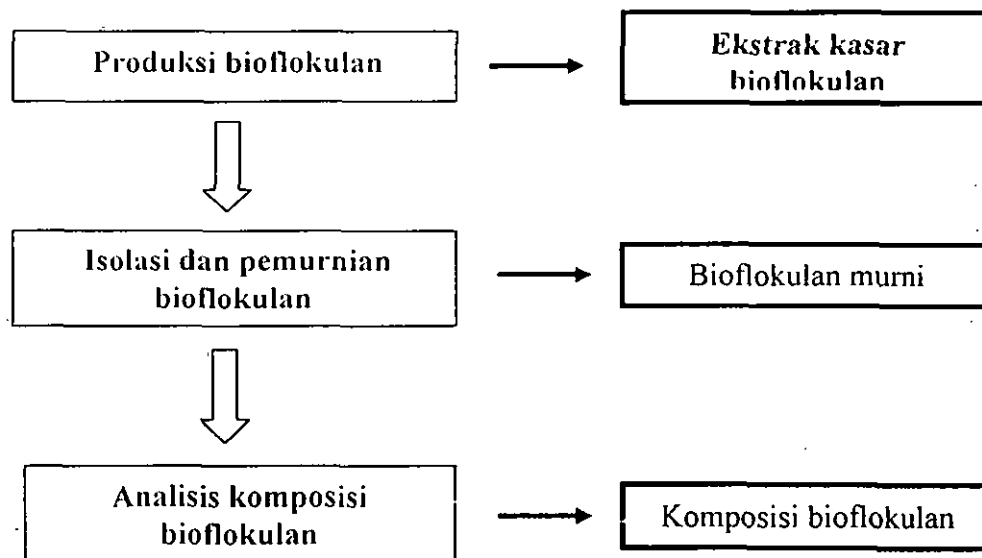 Produksi bioflokulan
Ekstrak kasar
bioflokulan
Isolasi dan pemurnian
bioflokulan
Bioflokulan murni
Analisis komposisi
bioflokulan
Komposisi bioflokulan